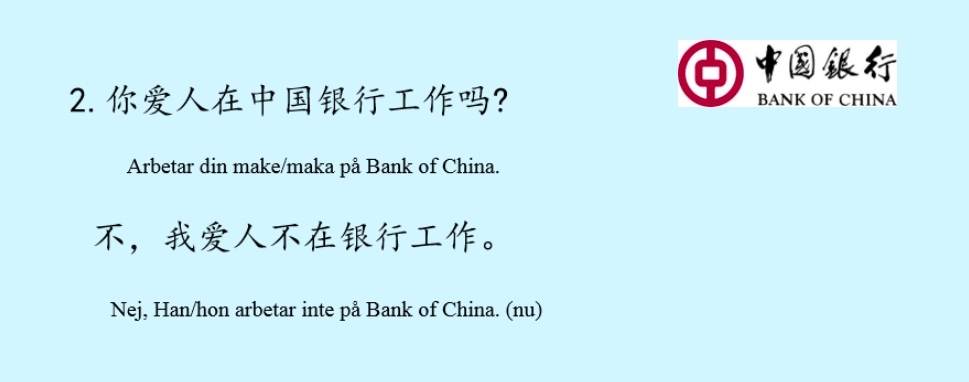 中國銀行
BANK OF CHINA
2.你爱人在中国银行工作吗?
Arbetar din make/maka på Bank of China.
不，我爱人不在银行工作。
Nej, Han/hon arbetar inte på Bank of China. (nu)